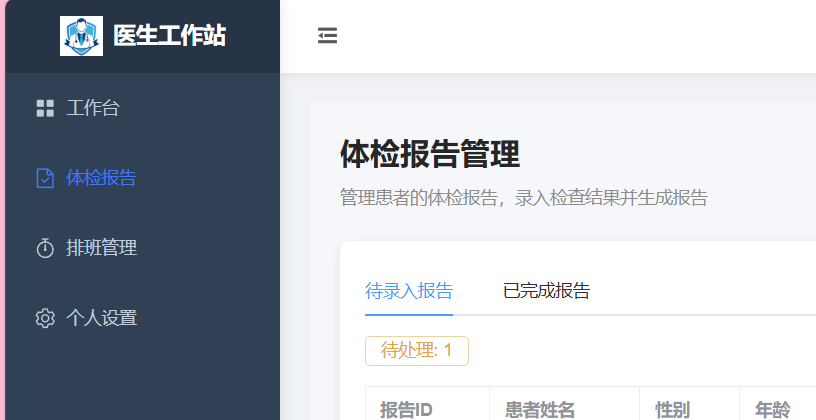 医生工作站
工作台
体检报告
排班管理
个人设置
体检报告管理
管理患者的体检报告，录入检查结果并生成报告
待录入报告 已完成报告
待处理: 1
报告ID 患者姓名 性别 年龄